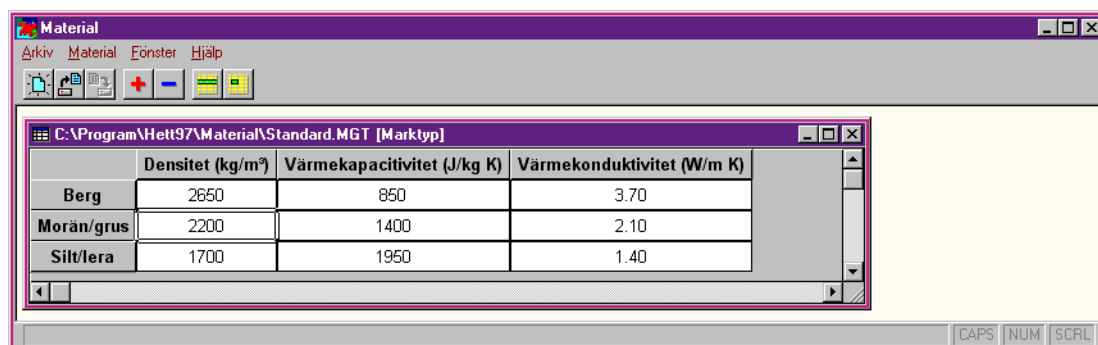 Material
Arkiv Material Fönster Hjälp
C:\Program\Hett97\Material\Standard.MGT [Marktyp]
Densitet (kg/m³) Värmekapacitivitet (J/kg K) Värmekonduktivitet (W/m K)
Berg 2650 850 3.70
Morän/grus 2200 1400 2.10
Silt/lera 1700 1950 1.40
CAPS NUM SCRL